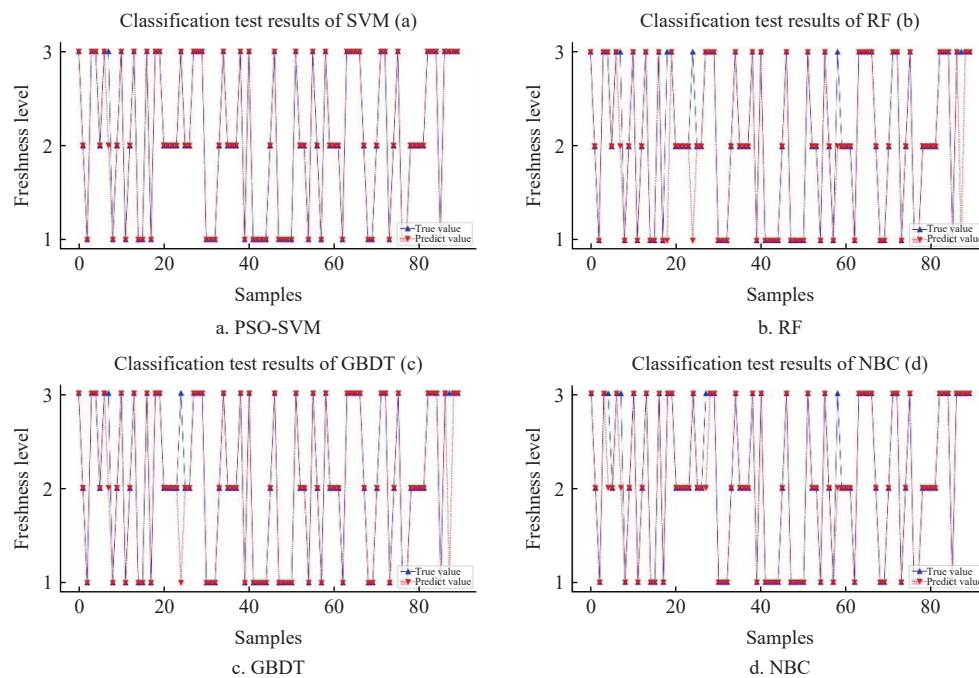 Classification test results of SVM (a)
3
2
1
Freshness level
True value
Predict value
0 20 40 60 80
Samples
a. PSO-SVM
Classification test results of RF (b)
3
2
1
Freshness level
True value
Predict value
0 20 40 60 80
Samples
b. RF
Classification test results of GBDT (c)
3
2
1
Freshness level
True value
Predict value
0 20 40 60 80
Samples
c. GBDT
Classification test results of NBC (d)
3
2
1
Freshness level
True value
Predict value
0 20 40 60 80
Samples
d. NBC